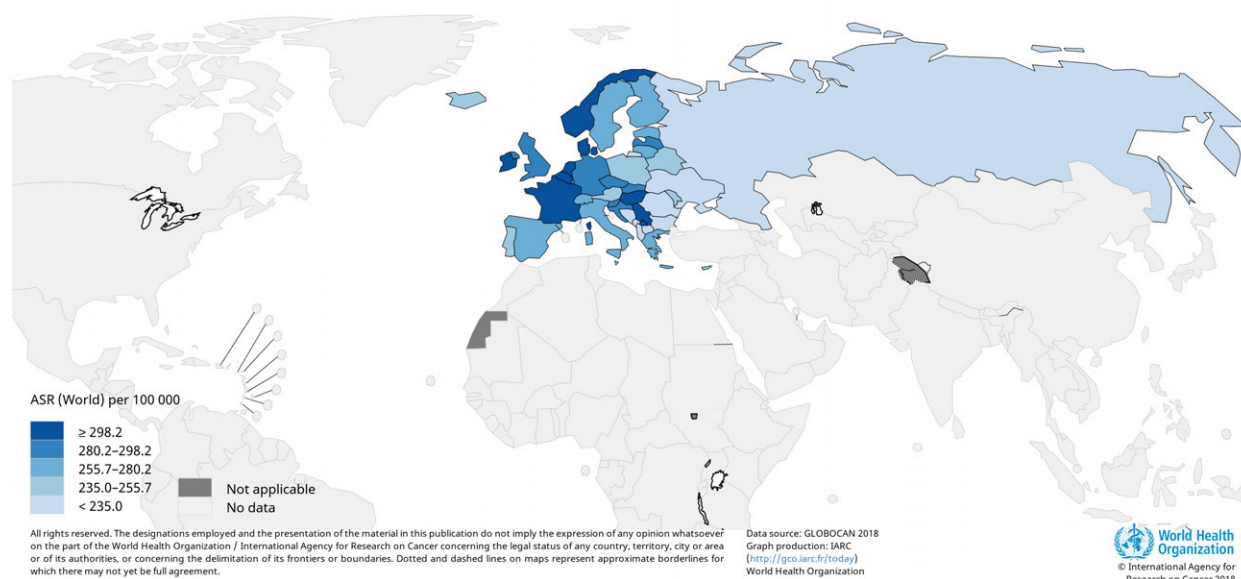 ASR (World) per 100 000
≥ 298.2
280.2–298.2
255.7–280.2
235.0–255.7
< 235.0
Not applicable
No data
All rights reserved. The designations employed and the presentation of the material in this publication do not imply the expression of any opinion whatsoever
on the part of the World Health Organization / International Agency for Research on Cancer concerning the legal status of any country, territory, city or area
or of its authorities, or concerning the delimitation of its frontiers or boundaries. Dotted and dashed lines on maps represent approximate borderlines for
which there may not yet be full agreement.
Data source: GLOBOCAN 2018
Graph production: IARC
(http://gco.iarc.fr/today)
World Health Organization
World Health
Organization
© International Agency for
Research on Cancer 2018